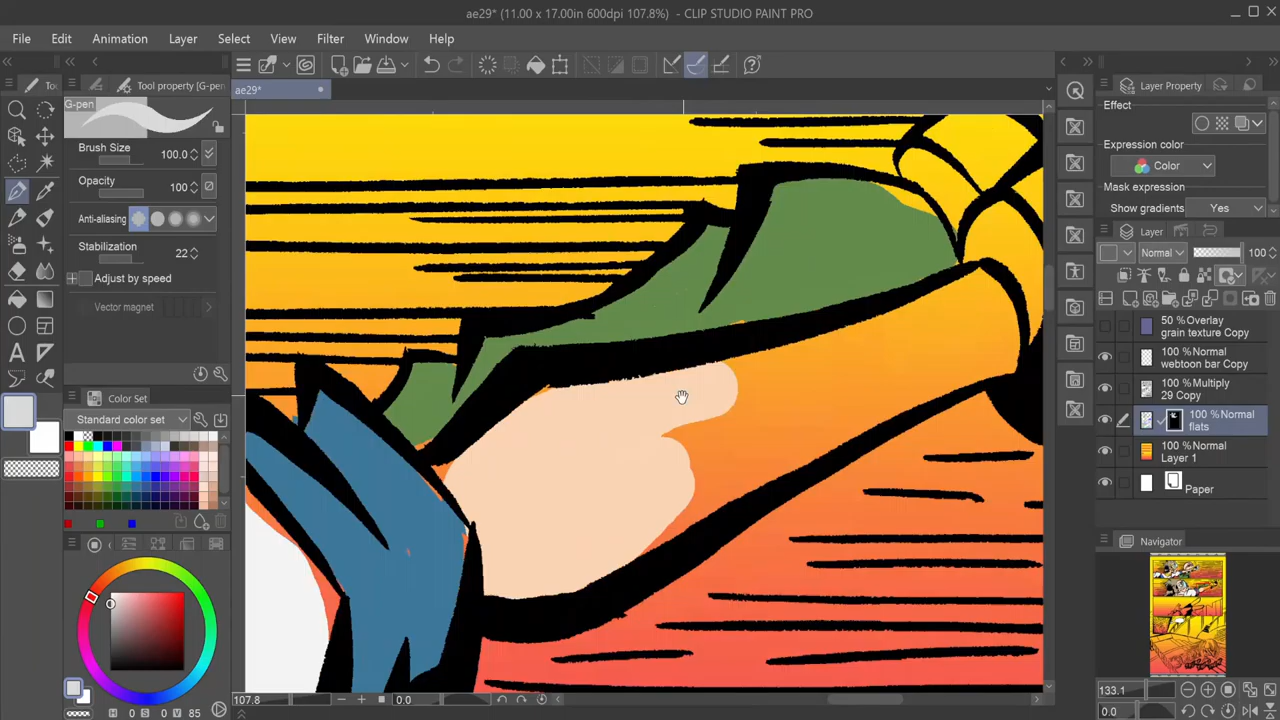 ae29* (11.00 x 17.00in 600dpi 107.8%) - CLIP STUDIO PAINT PRO
File Edit Animation Layer Select View Filter Window Help
Tool property [G-pen
ae29*
G-pen
Brush Size 100.0
Opacity 100
Anti-aliasing
Stabilization 22
Adjust by speed
Vector magnet
Color Set
Standard color set
H 0 S 0 V 85
107.8
0.0
Layer Property
Effect
Expression color
Color
Mask expression
Show gradients Yes
Layer
Normal 100
50 % Overlay
grain texture Copy
100 % Normal
webtoon bar Copy
100 % Multiply
29 Copy
100 % Normal
flats
100 % Normal
Layer 1
Paper
Navigator
133.1
0.0